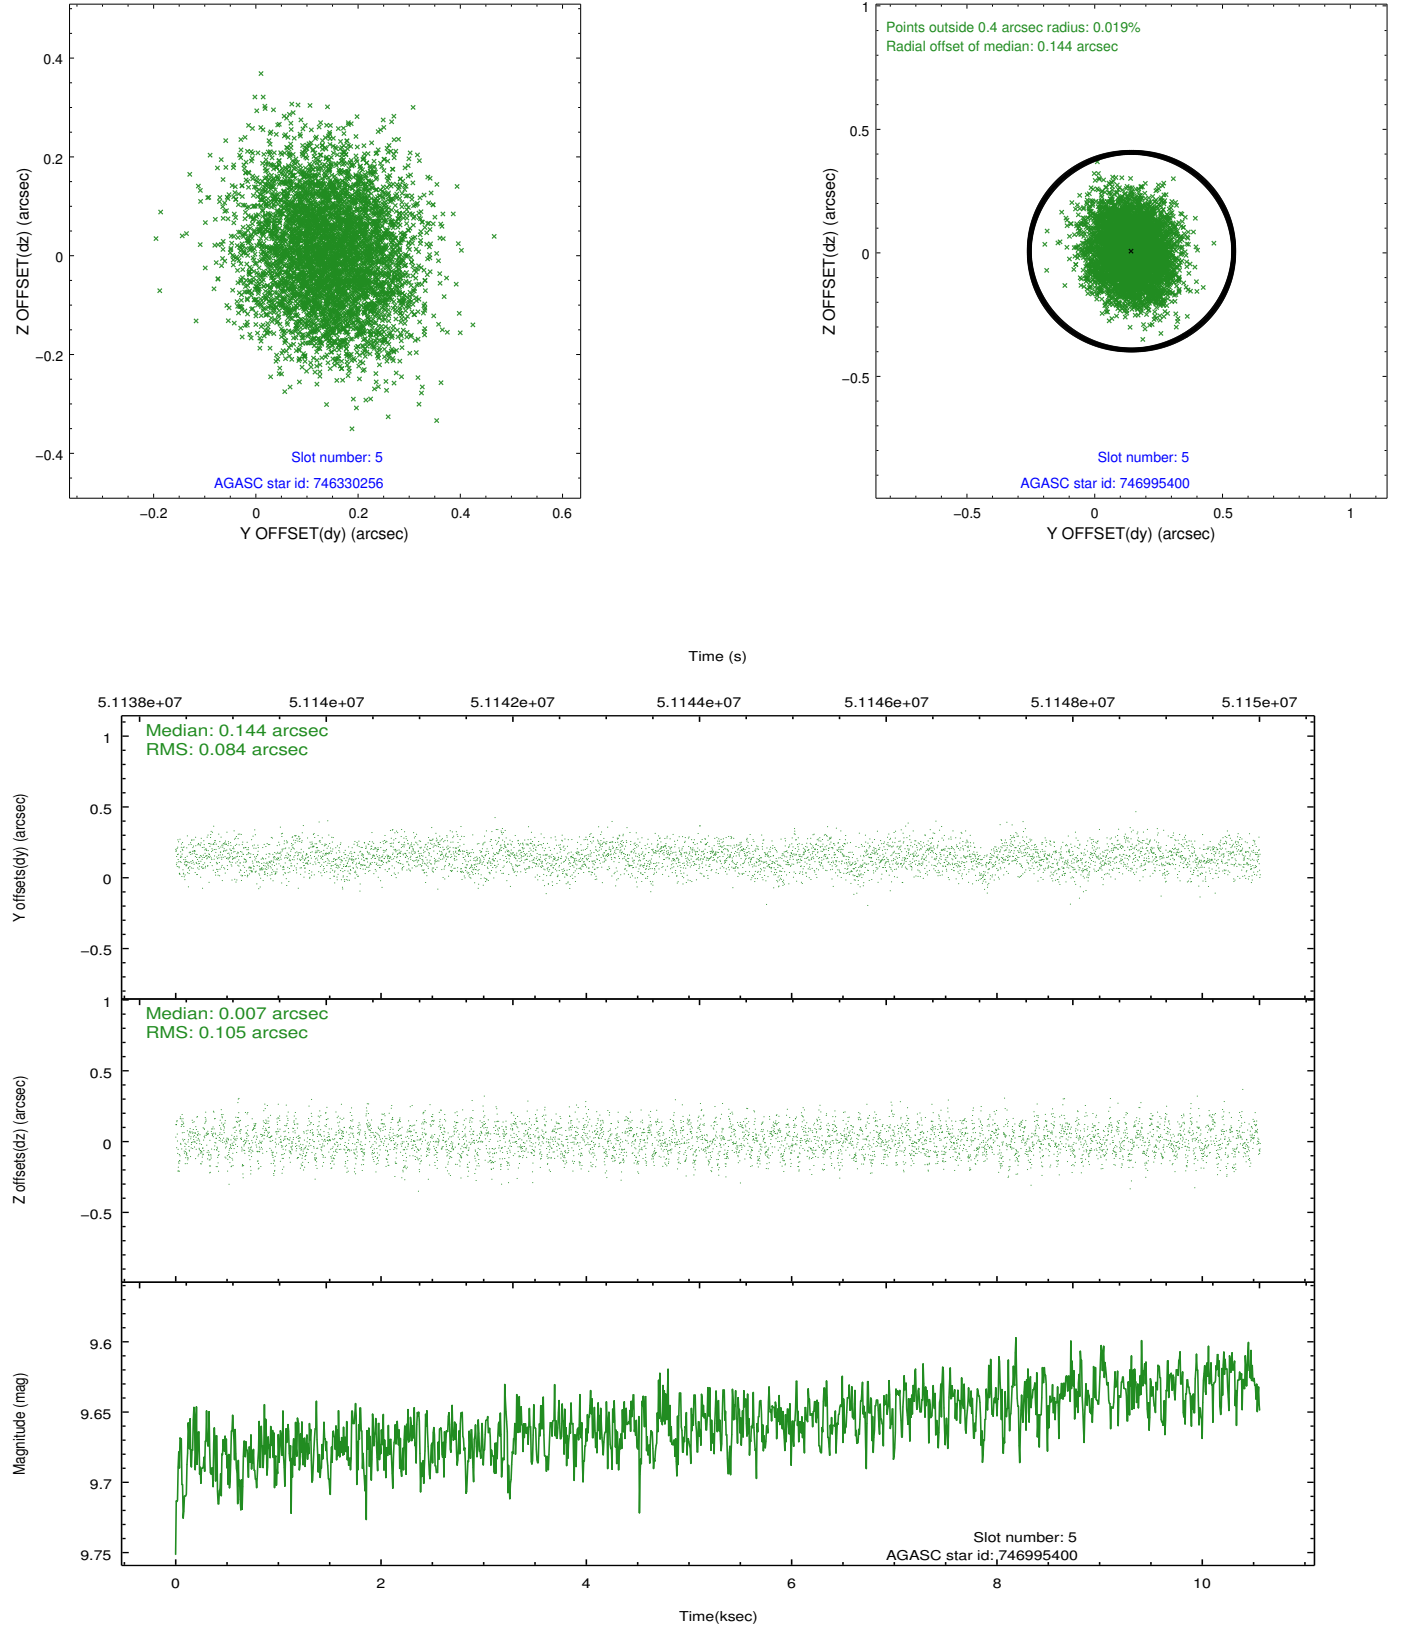 0.4
0.2
0
−0.2
−0.4
Z OFFSET(dz) (arcsec)
Slot number: 5
AGASC star id: 746330256
−0.2
0
0.2
0.4
0.6
Y OFFSET(dy) (arcsec)
Points outside 0.4 arcsec radius: 0.019%
Radial offset of median: 0.144 arcsec
1
0.5
0
−0.5
Z OFFSET(dz) (arcsec)
Slot number: 5
AGASC star id: 746995400
−0.5
0
0.5
1
Y OFFSET(dy) (arcsec)
Time (s)
5.1138e+07
5.114e+07
5.1142e+07
5.1144e+07
5.1146e+07
5.1148e+07
5.115e+07
Median: 0.144 arcsec
RMS: 0.084 arcsec
1
0.5
0
−0.5
Y offsets(dy) (arcsec)
Median: 0.007 arcsec
RMS: 0.105 arcsec
1
0.5
0
−0.5
Z offsets(dz) (arcsec)
9.6
9.65
9.7
9.75
Magnitude (mag)
Slot number: 5
AGASC star id: 746995400
0
2
4
6
8
10
Time(ksec)